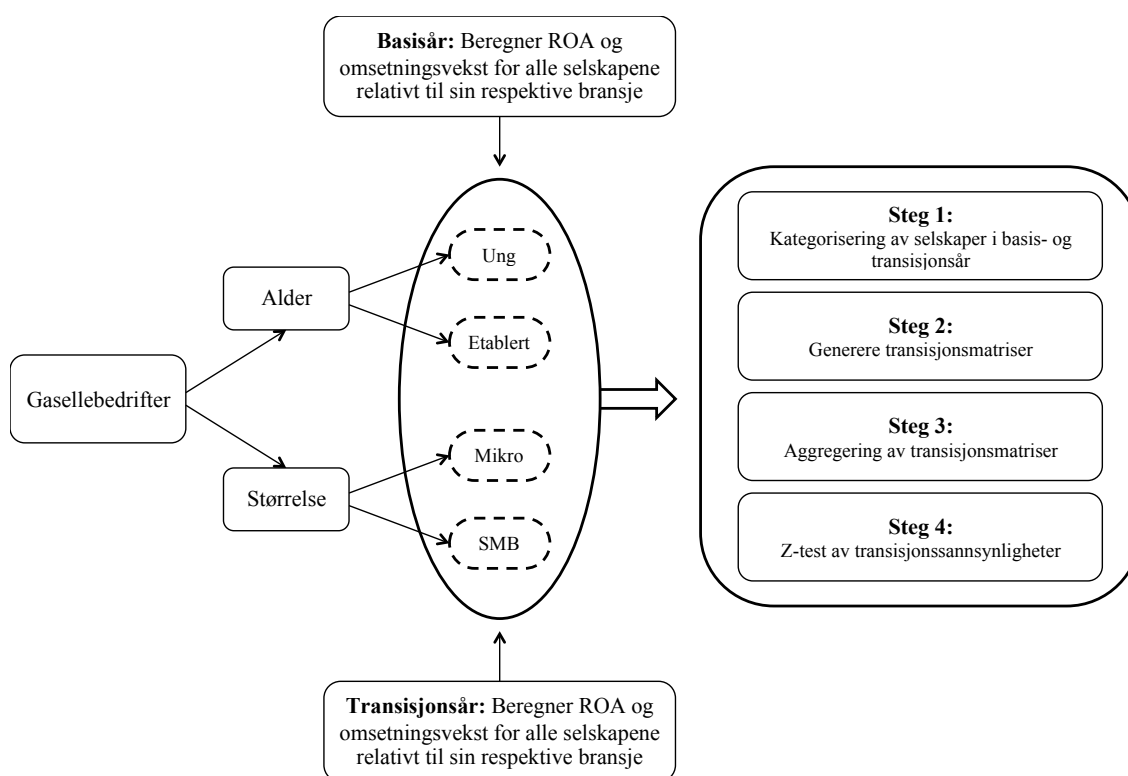 Basisår: Beregner ROA og
omsetningsvekst for alle selskapene
relativt til sin respektive bransje
Gasellebedrifter
Alder
Størrelse
Ung
Etablert
Mikro
SMB
Transisjonsår: Beregner ROA og
omsetningsvekst for alle selskapene
relativt til sin respektive bransje
Steg 1:
Kategorisering av selskaper i basis- og
transisjonsår
Steg 2:
Generere transisjonsmatriser
Steg 3:
Aggregering av transisjonsmatriser
Steg 4:
Z-test av transisjonssannsynligheter